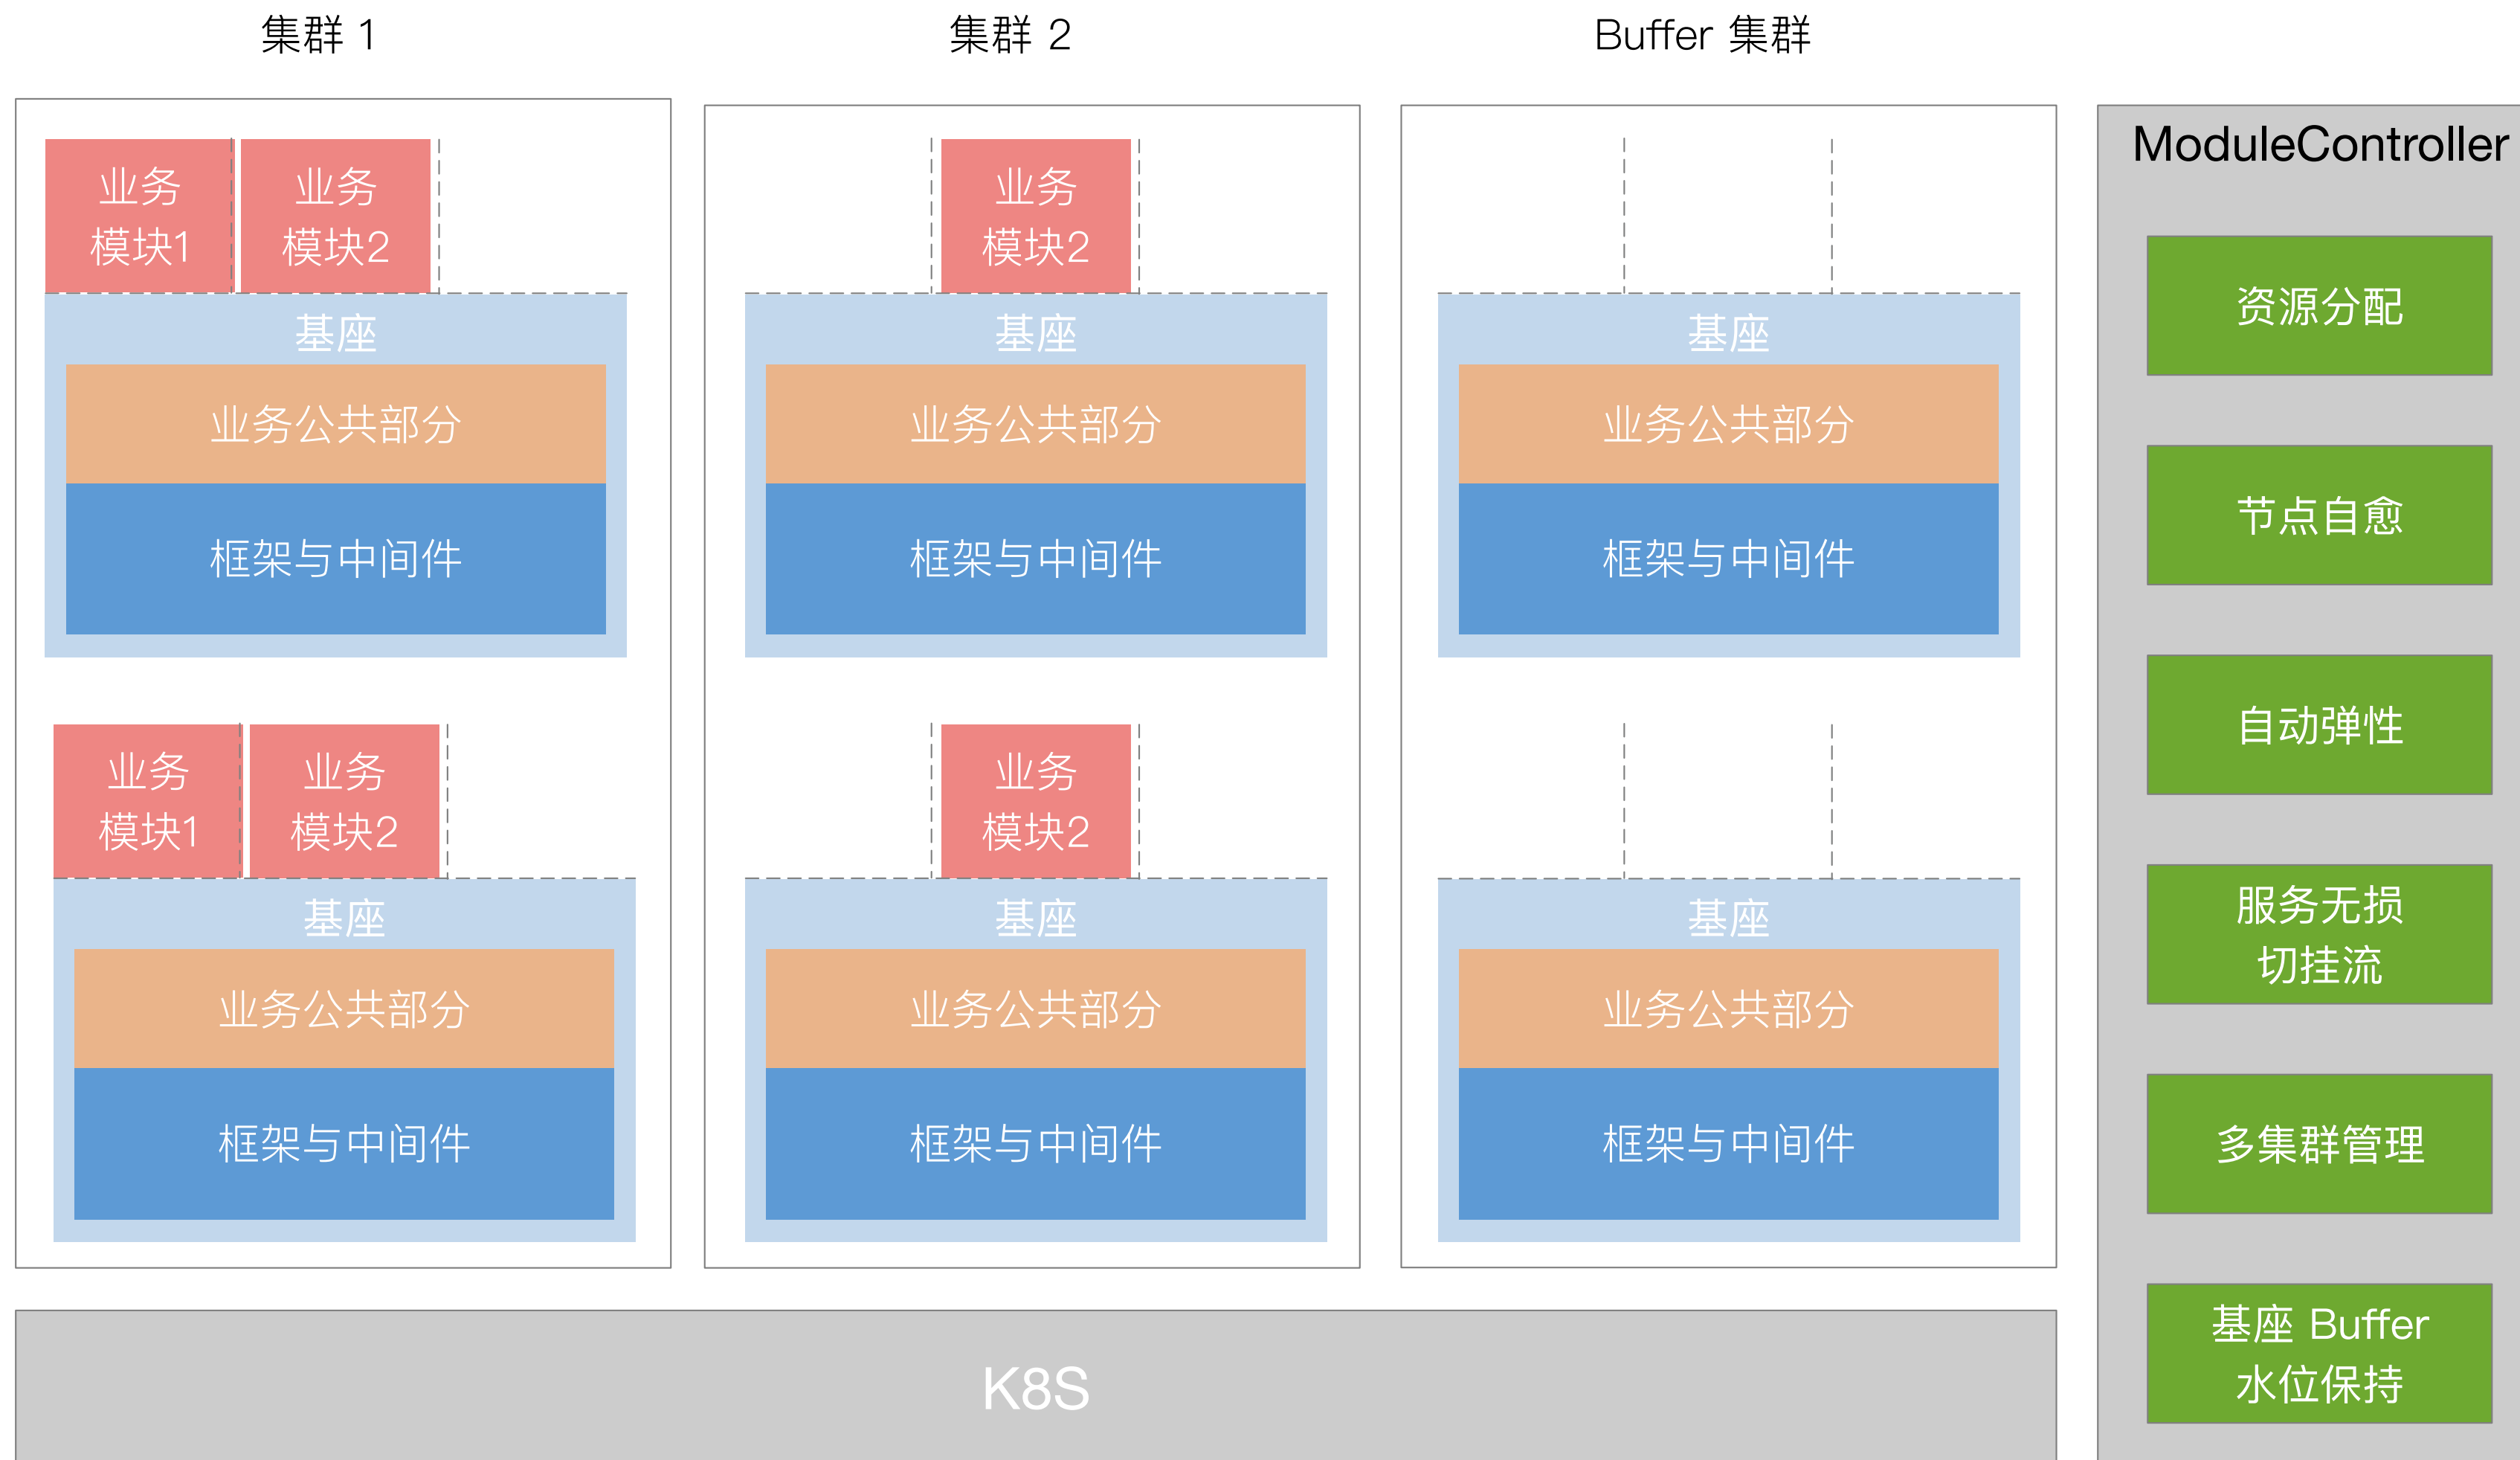 集群 1
业务
模块1
业务
模块2
基座
业务公共部分
框架与中间件
业务
模块1
业务
模块2
基座
业务公共部分
框架与中间件
集群 2
业务
模块2
基座
业务公共部分
框架与中间件
业务
模块2
基座
业务公共部分
框架与中间件
Buffer 集群
基座
业务公共部分
框架与中间件
基座
业务公共部分
框架与中间件
K8S
ModuleController
资源分配
节点自愈
自动弹性
服务无损
切挂流
多集群管理
基座 Buffer
水位保持